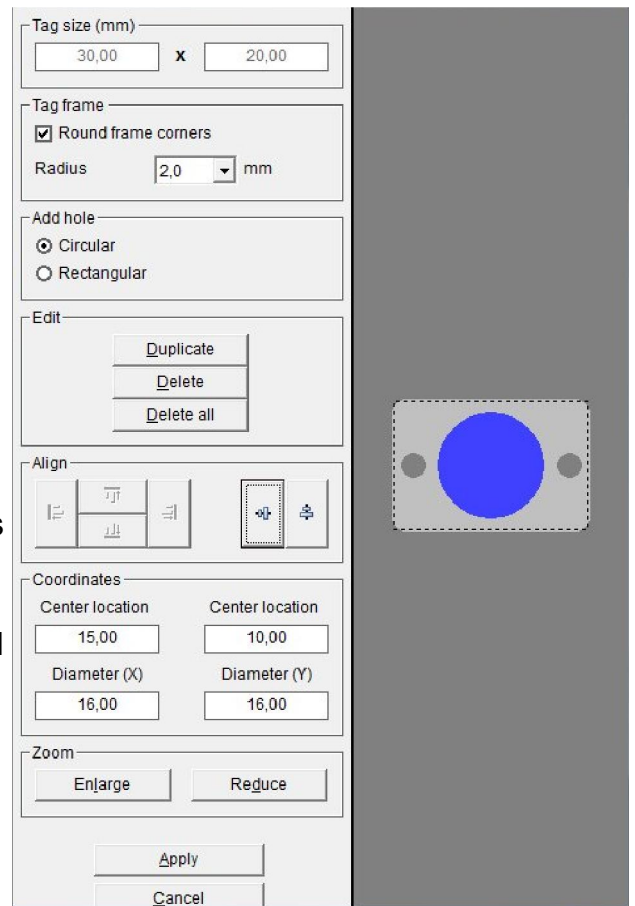 Tag size (mm)
30,00 x 20,00
Tag frame
Round frame corners
Radius 2,0 mm
Add hole
Circular
Rectangular
Edit
Duplicate
Delete
Delete all
Align
s
Coordinates
Center location Center location
15,00 10,00
Diameter (X) Diameter (Y)
16,00 16,00
Zoom
Enlarge Reduce
Apply
Cancel